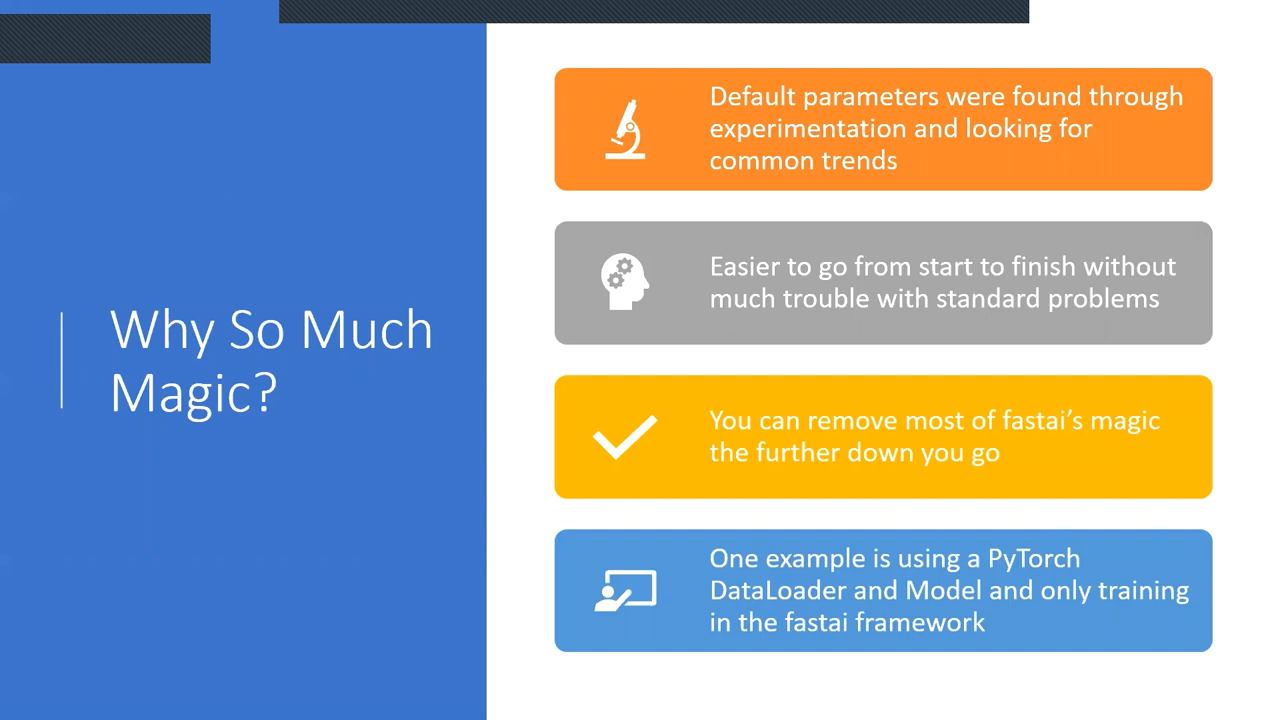 Why So Much
Magic?
Default parameters were found through
experimentation and looking for
common trends
Easier to go from start to finish without
much trouble with standard problems
You can remove most of fastai’s magic
the further down you go
One example is using a PyTorch
DataLoader and Model and only training
in the fastai framework